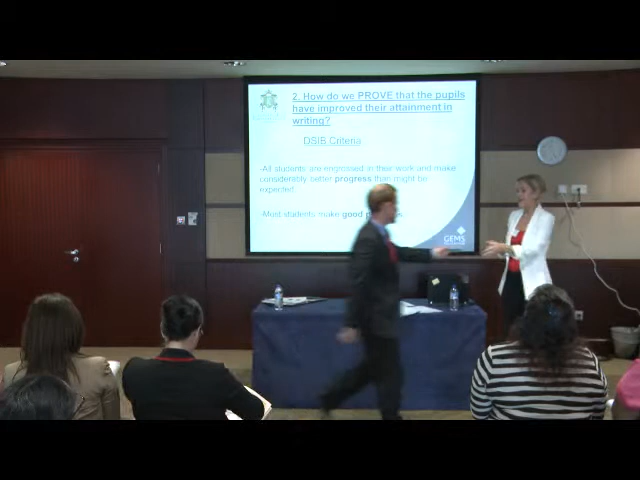 2. How do we PROVE that the pupils
have improved their attainment in
writing?
DSIB Criteria
-All students are engrossed in their work and make
considerably better progress than might be
expected
-Most students make good
GEMS